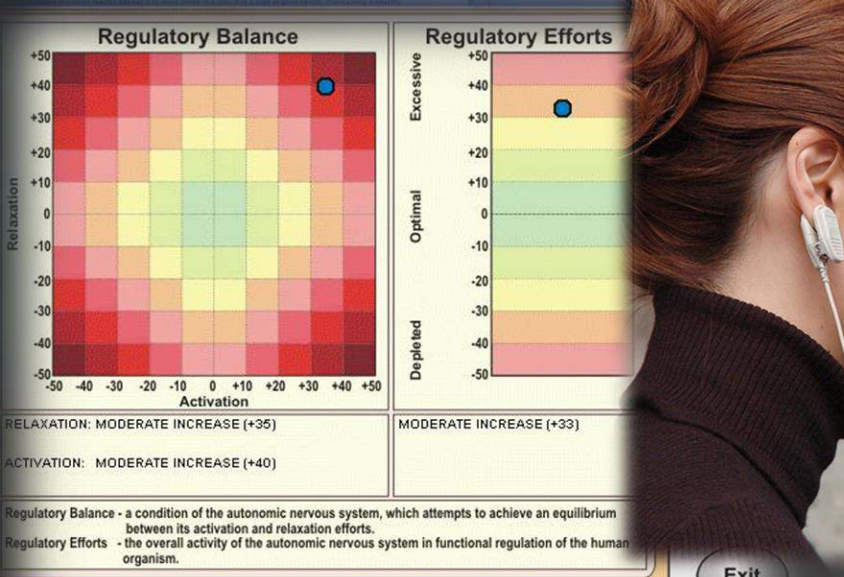 Regulatory Balance
Regulatory Efforts
+50
+40
+30
+20
+10
0
-10
-20
-30
-40
-50
Relaxation
-50 -40 -30 -20 -10 0 +10 +20 +30 +40 +50
Activation
+50
+40
+30
+20
+10
0
-10
-20
-30
-40
-50
Excessive
Optimal
Depleted
RELAXATION: MODERATE INCREASE (+35)
ACTIVATION: MODERATE INCREASE (+40)
MODERATE INCREASE (+33)
Regulatory Balance - a condition of the autonomic nervous system, which attempts to achieve an equilibrium
between its activation and relaxation efforts.
Regulatory Efforts - the overall activity of the autonomic nervous system in functional regulation of the human
organism.
Exit